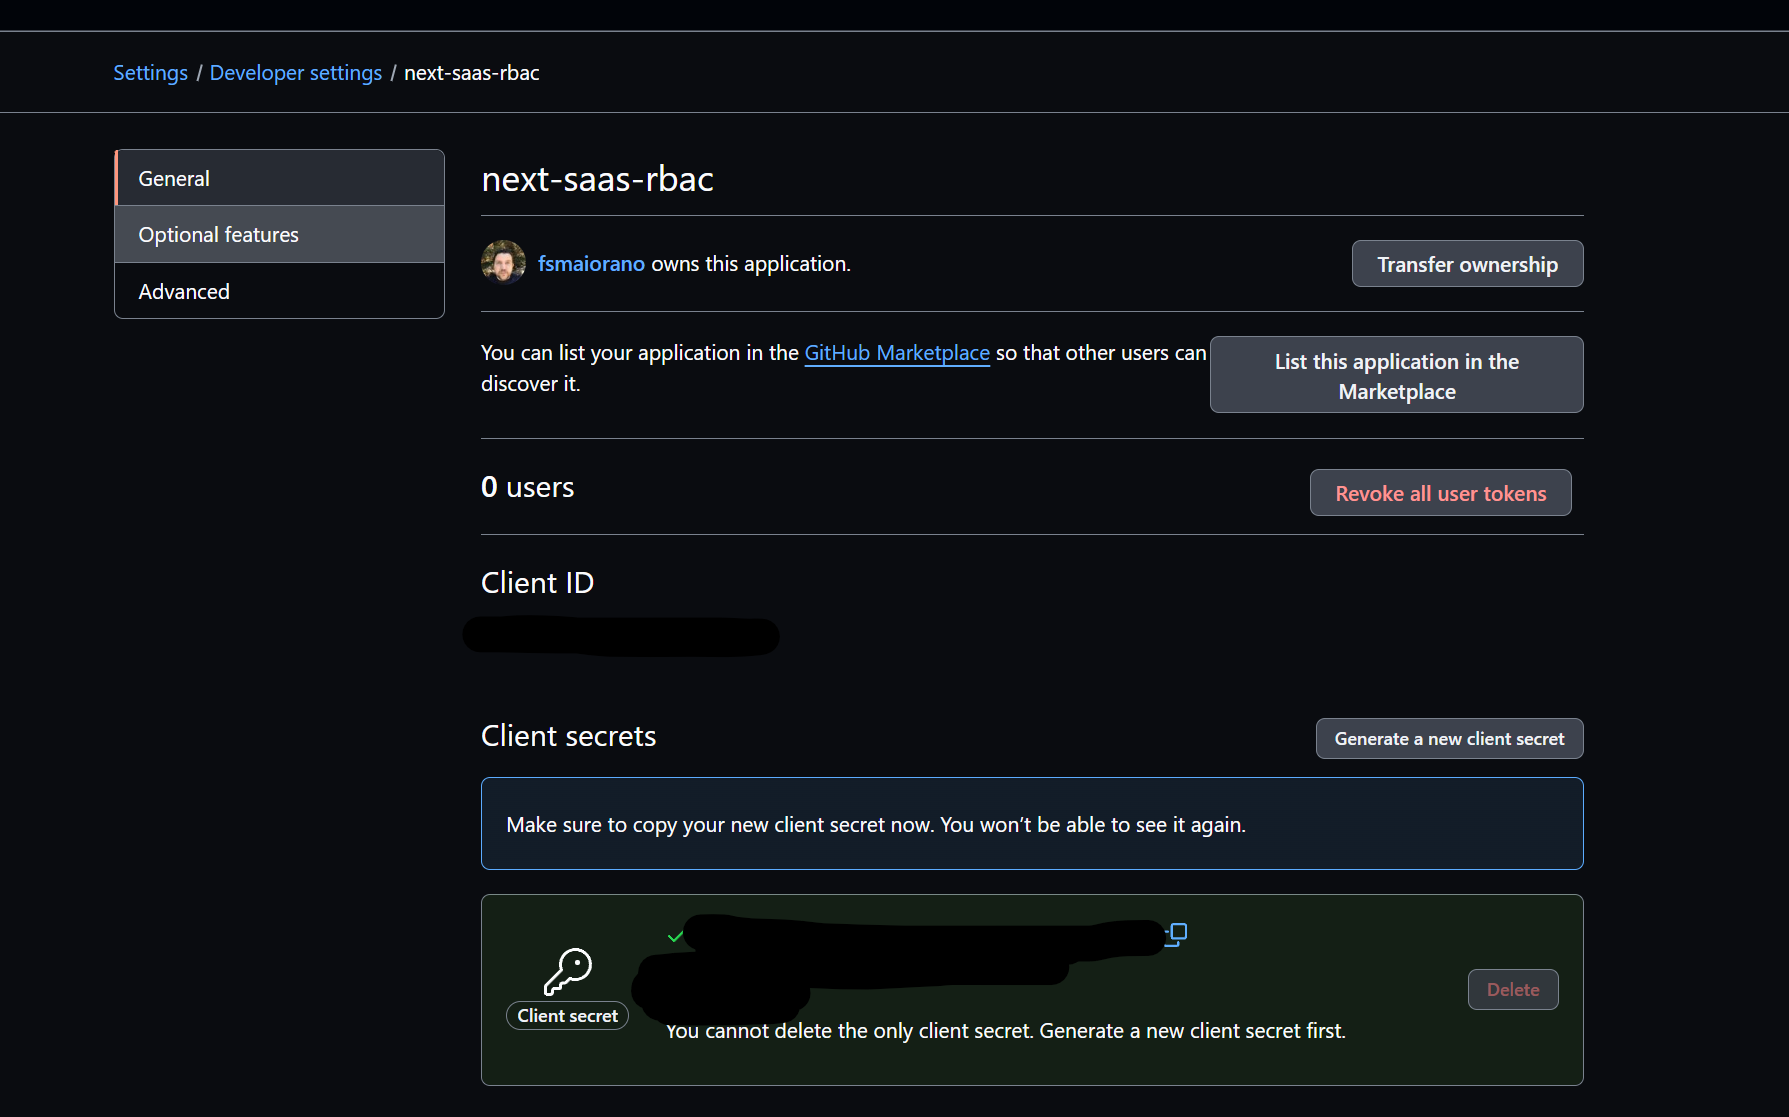 Settings / Developer settings / next-saas-rbac
General
Optional features
Advanced
next-saas-rbac
fsmaiorano owns this application.
Transfer ownership
You can list your application in the GitHub Marketplace so that other users can
discover it.
List this application in the
Marketplace
0 users
Revoke all user tokens
Client ID
Client secrets
Generate a new client secret
Make sure to copy your new client secret now. You won’t be able to see it again.
Client secret
You cannot delete the only client secret. Generate a new client secret first.
Delete